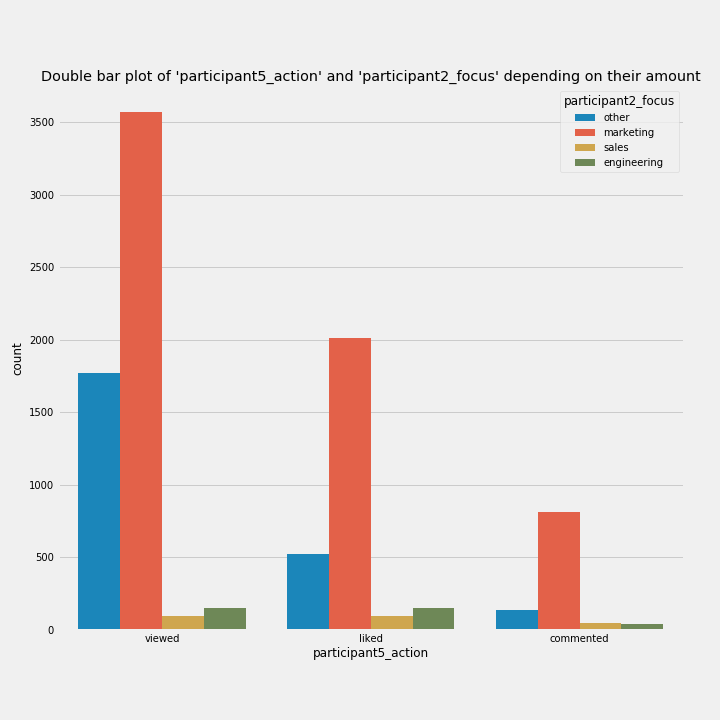 Double bar plot of 'participant5_action' and 'participant2_focus' depending on their amount
participant2_focus
other
marketing
sales
engineering
3500
3000
2500
2000
1500
1000
500
0
count
viewed
liked
commented
participant5_action